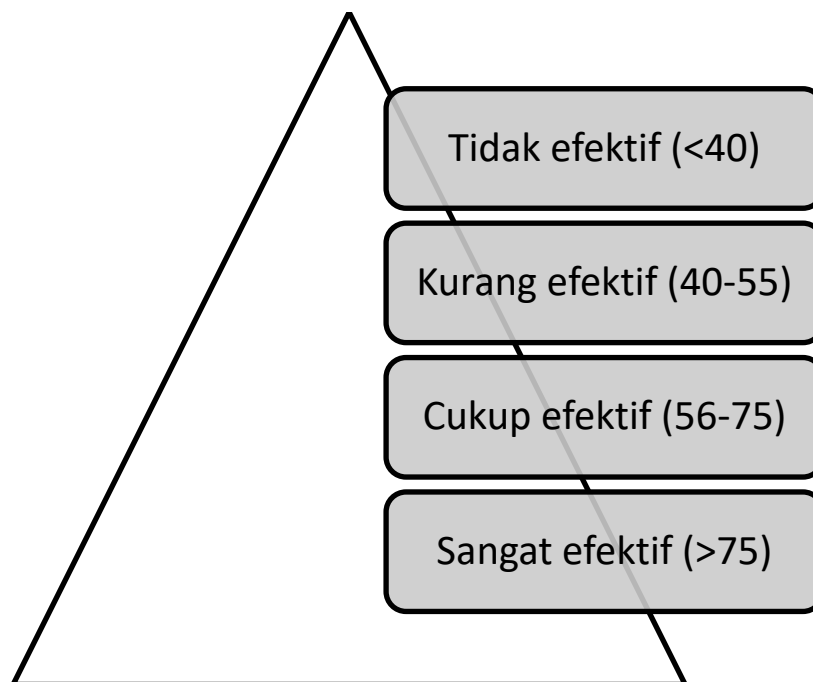 Tidak efektif (<40)
Kurang efektif (40-55)
Cukup efektif (56-75)
Sangat efektif (>75)